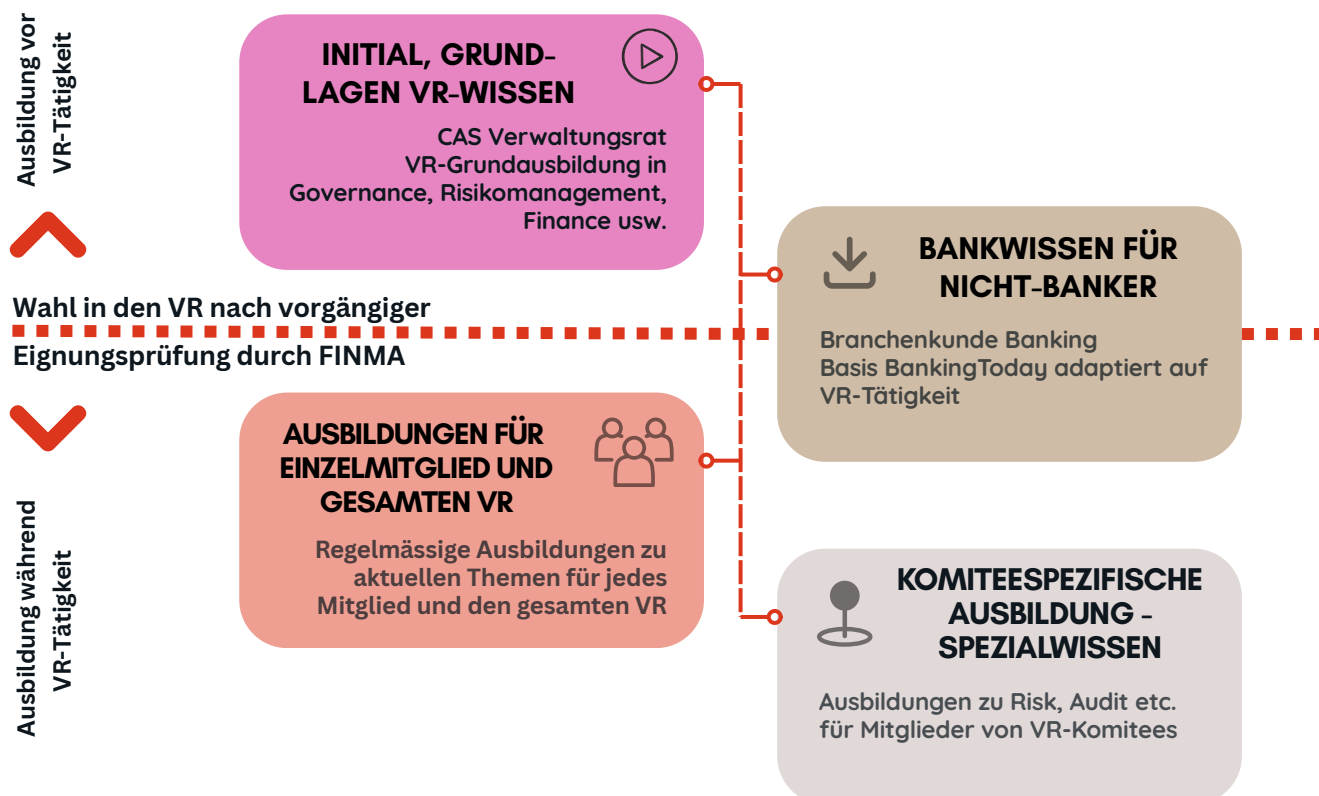 Ausbildung vor
VR-Tätigkeit
INITIAL, GRUND-
LAGEN VR-WISSEN
CAS Verwaltungsrat
VR-Grundausbildung in
Governance, Risikomanagement,
Finance usw.
BANKWISSEN FÜR
NICHT-BANKER
Branchenkunde Banking
Basis BankingToday adaptiert auf
VR-Tätigkeit
Wahl in den VR nach vorgängiger
Eignungsprüfung durch FINMA
Ausbildung während
VR-Tätigkeit
AUSBILDUNGEN FÜR
EINZELMITGLIED UND
GESAMTEN VR
Regelmässige Ausbildungen zu
aktuellen Themen für jedes
Mitglied und den gesamten VR
KOMITEESPEZIFISCHE
AUSBILDUNG -
SPEZIALWISSEN
Ausbildungen zu Risk, Audit etc.
für Mitglieder von VR-Komitees